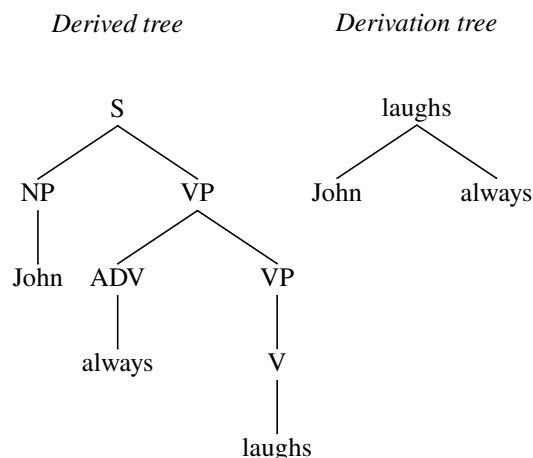 Derived tree Derivation tree
S laughs
NP VP John always
John ADV VP
always V
laughs